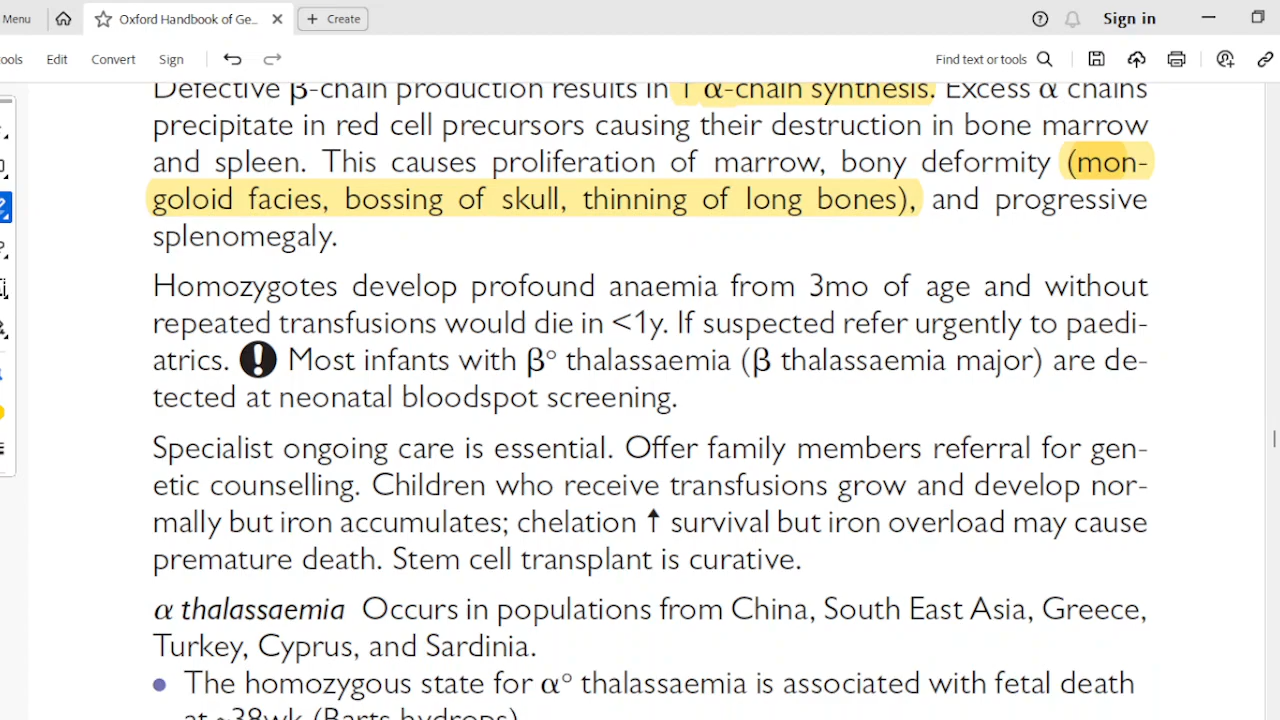 Menu
Oxford Handbook of Ge...
Create
Sign in
ools
Edit
Convert
Sign
Find text or tools
Defective β-chain production results in ↑ α-chain synthesis. Excess α chains
precipitate in red cell precursors causing their destruction in bone marrow
and spleen. This causes proliferation of marrow, bony deformity (mon-
goloid facies, bossing of skull, thinning of long bones), and progressive
splenomegaly.
Homozygotes develop profound anaemia from 3mo of age and without
repeated transfusions would die in <1y. If suspected refer urgently to paedi-
atrics. ! Most infants with β° thalassaemia (β thalassaemia major) are de-
tected at neonatal bloodspot screening.
Specialist ongoing care is essential. Offer family members referral for gen-
etic counselling. Children who receive transfusions grow and develop nor-
mally but iron accumulates; chelation ↑ survival but iron overload may cause
premature death. Stem cell transplant is curative.
α thalassaemia Occurs in populations from China, South East Asia, Greece,
Turkey, Cyprus, and Sardinia.
• The homozygous state for α° thalassaemia is associated with fetal death
at ~38wk (Barts hydrops)